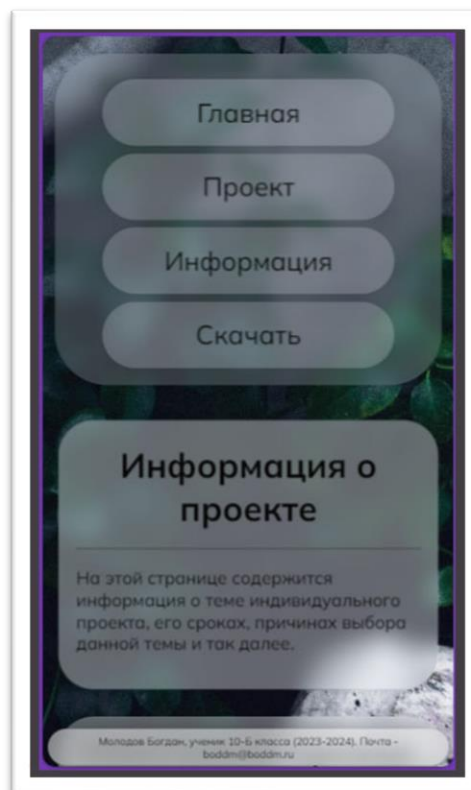 Главная
Проект
Информация
Скачать
Информация о
проекте
На этой странице содержится
информация о теме индивидуального
проекта, его сроках, причинах выбора
данной темы и так далее.
Молодов Богдан, ученик 10-Б класса (2023-2024). Почта -
boddm@boddm.ru